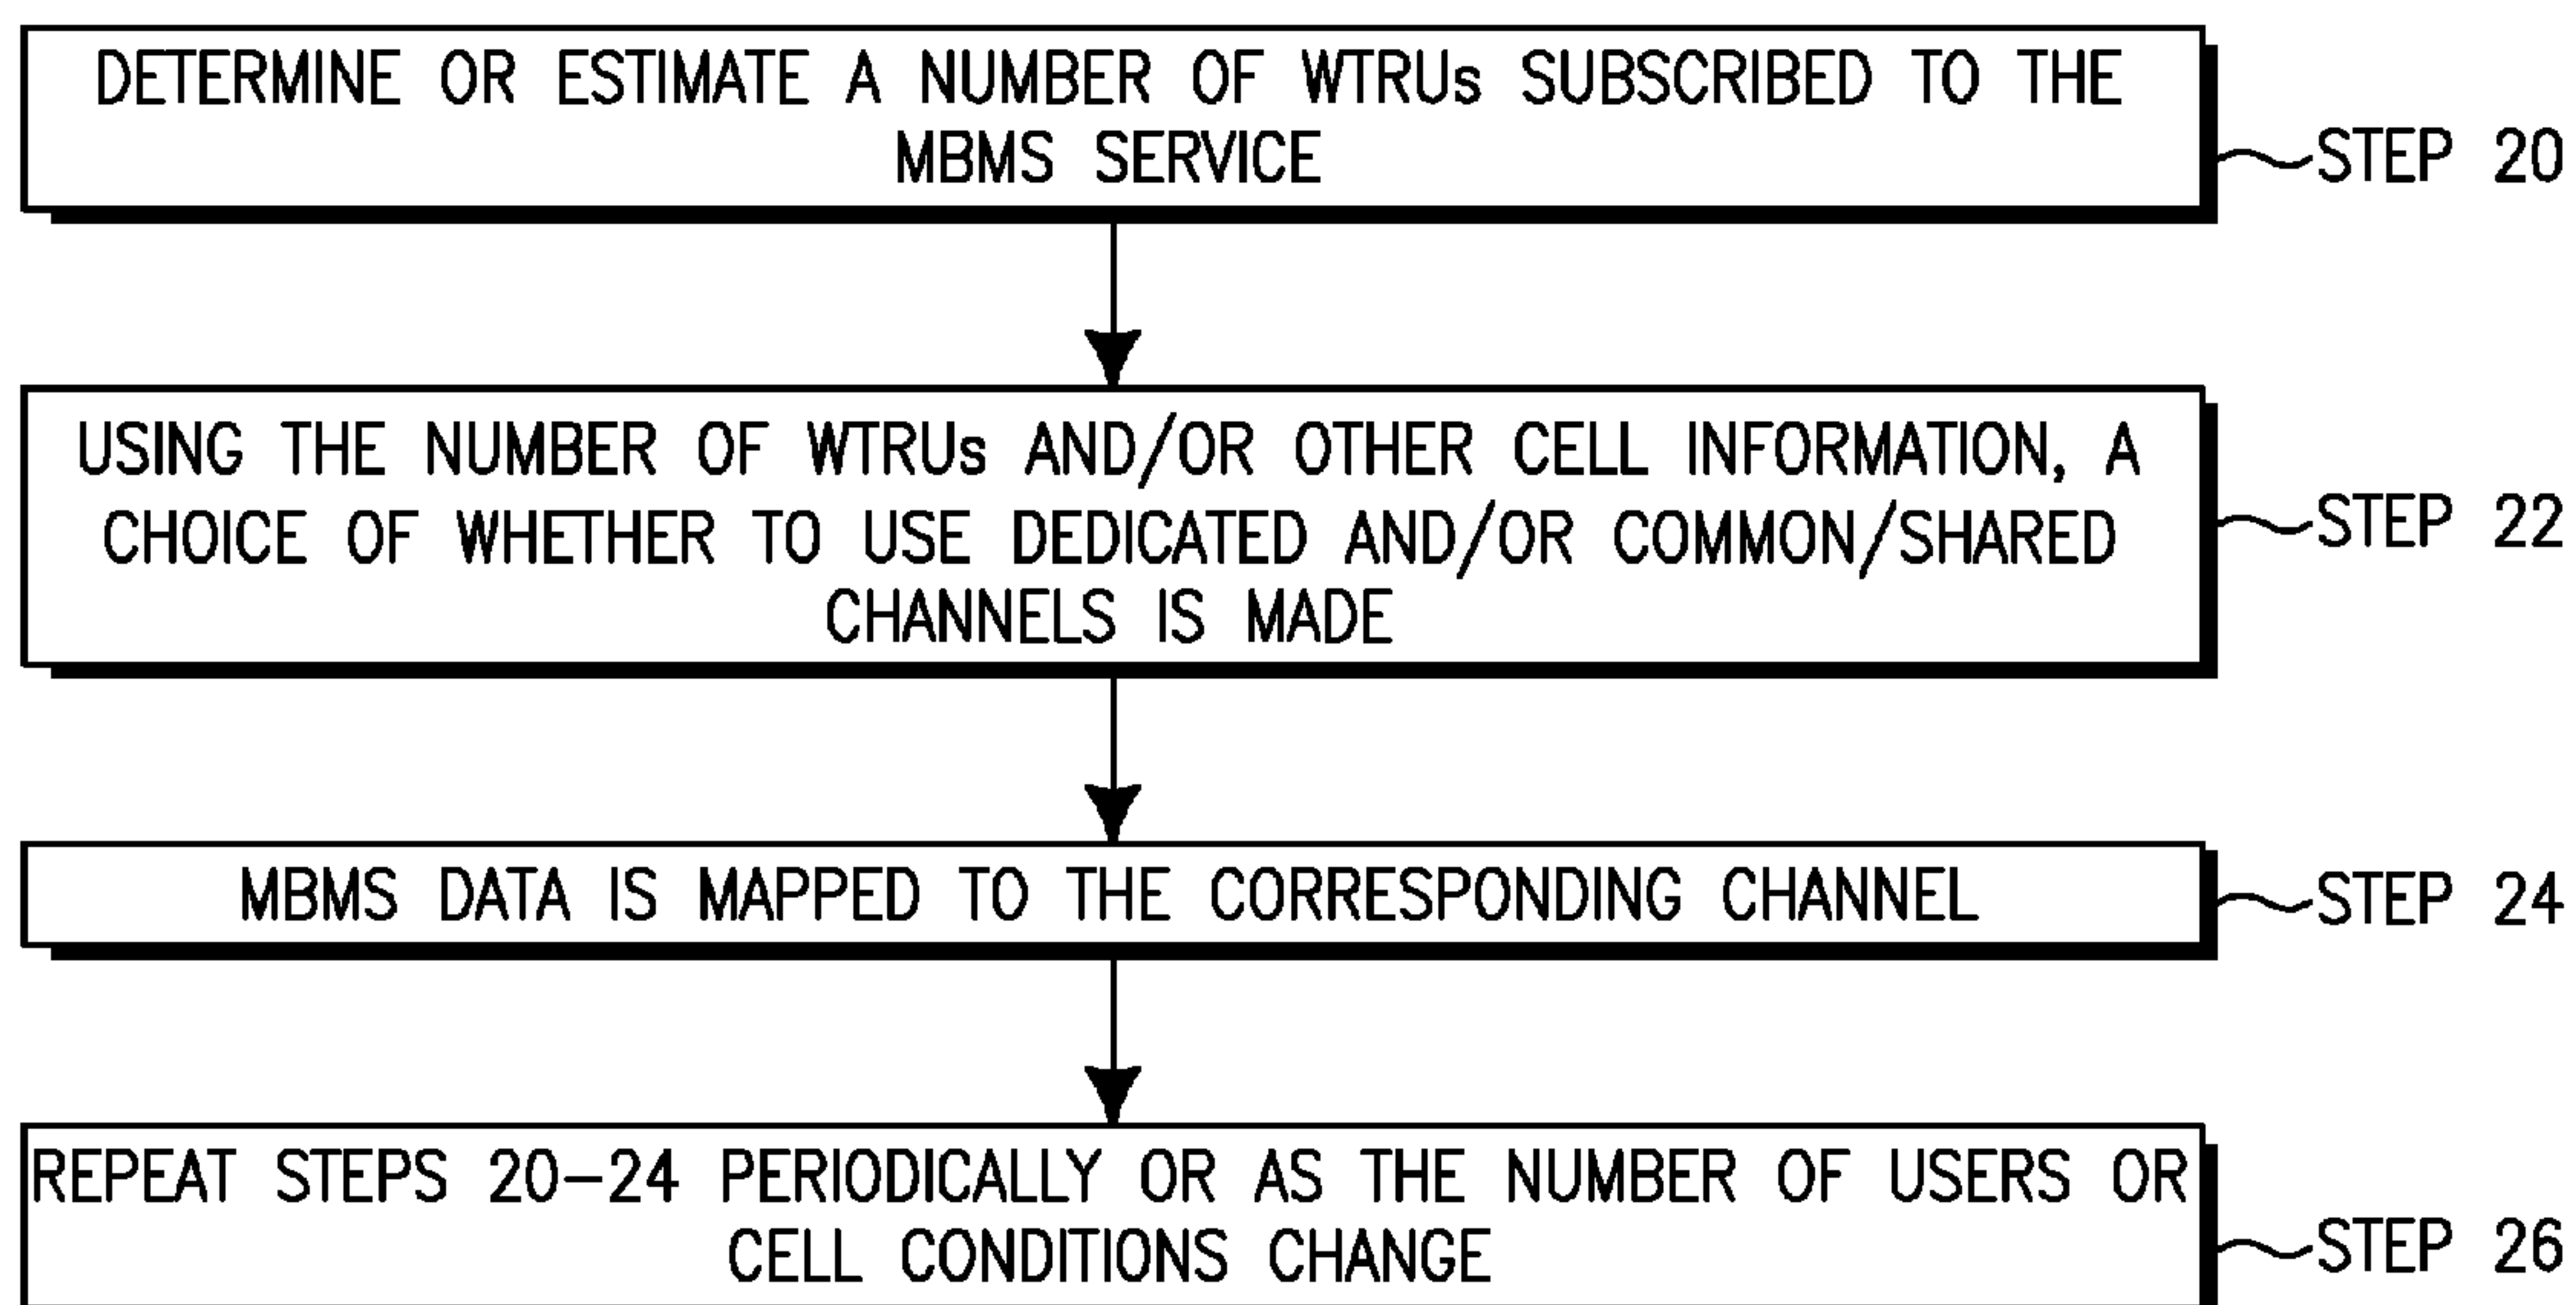 DETERMINE OR ESTIMATE A NUMBER OF WTRUs SUBSCRIBED TO THE
MBMS SERVICE
STEP 20
USING THE NUMBER OF WTRUs AND/OR OTHER CELL INFORMATION, A
CHOICE OF WHETHER TO USE DEDICATED AND/OR COMMON/SHARED
CHANNELS IS MADE
STEP 22
MBMS DATA IS MAPPED TO THE CORRESPONDING CHANNEL
STEP 24
REPEAT STEPS 20-24 PERIODICALLY OR AS THE NUMBER OF USERS OR
CELL CONDITIONS CHANGE
STEP 26